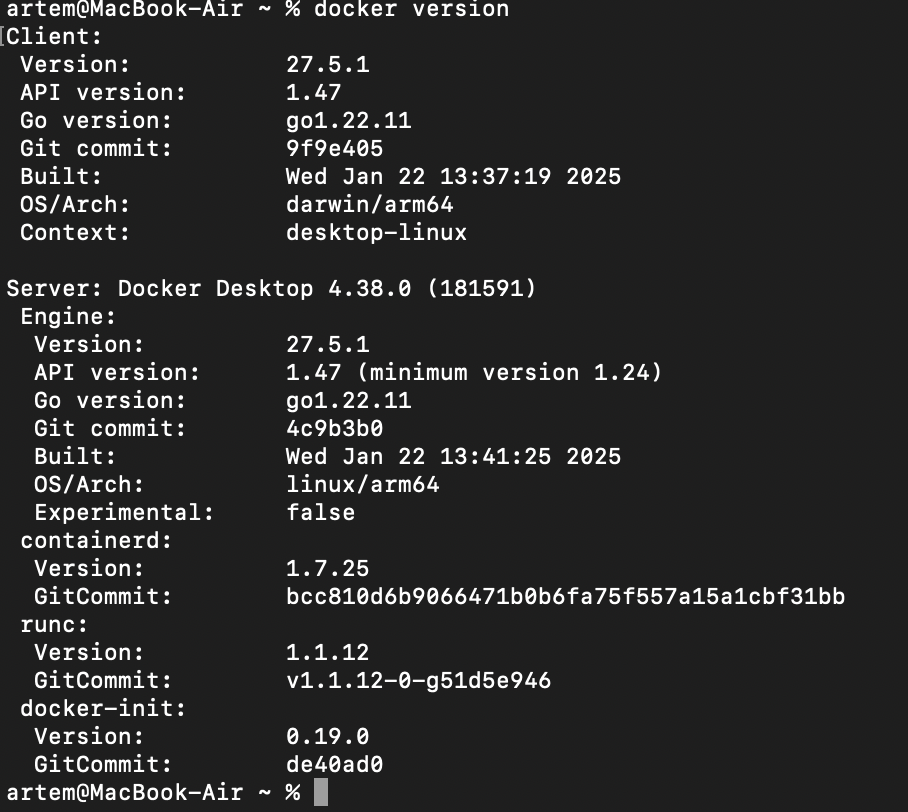 artem@MacBook-Air ~ % docker version
[Client:
 Version:           27.5.1
 API version:       1.47
 Go version:        go1.22.11
 Git commit:        9f9e405
 Built:             Wed Jan 22 13:37:19 2025
 OS/Arch:           darwin/arm64
 Context:           desktop-linux

Server: Docker Desktop 4.38.0 (181591)
 Engine:
  Version:          27.5.1
  API version:      1.47 (minimum version 1.24)
  Go version:       go1.22.11
  Git commit:       4c9b3b0
  Built:            Wed Jan 22 13:41:25 2025
  OS/Arch:          linux/arm64
  Experimental:     false
 containerd:
  Version:          1.7.25
  GitCommit:        bcc810d6b9066471b0b6fa75f557a15a1cbf31bb
 runc:
  Version:          1.1.12
  GitCommit:        v1.1.12-0-g51d5e946
 docker-init:
  Version:          0.19.0
  GitCommit:        de40ad0
artem@MacBook-Air ~ %